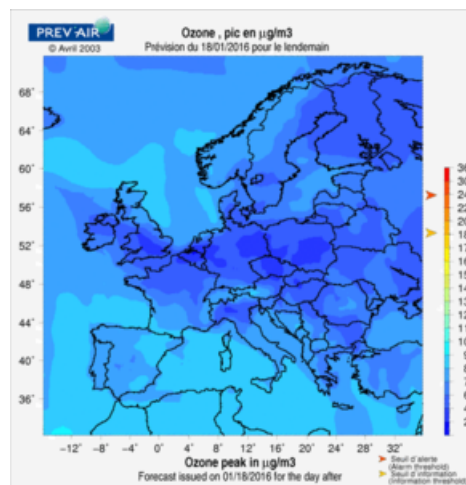 PREV'AIR
© Avril 2003
Ozone , pic en µg/m3
Prévision du 18/01/2016 pour le lendemain
68°
64°
60°
56°
52°
48°
44°
40°
36°
-12° -8° -4° 0° 4° 8° 12° 16° 20° 24° 28° 32°
Ozone peak in µg/m3
Forecast issued on 01/18/2016 for the day after
Seuil d'alerte
(Alarm threshold)
Seuil d'information
(Information threshold)